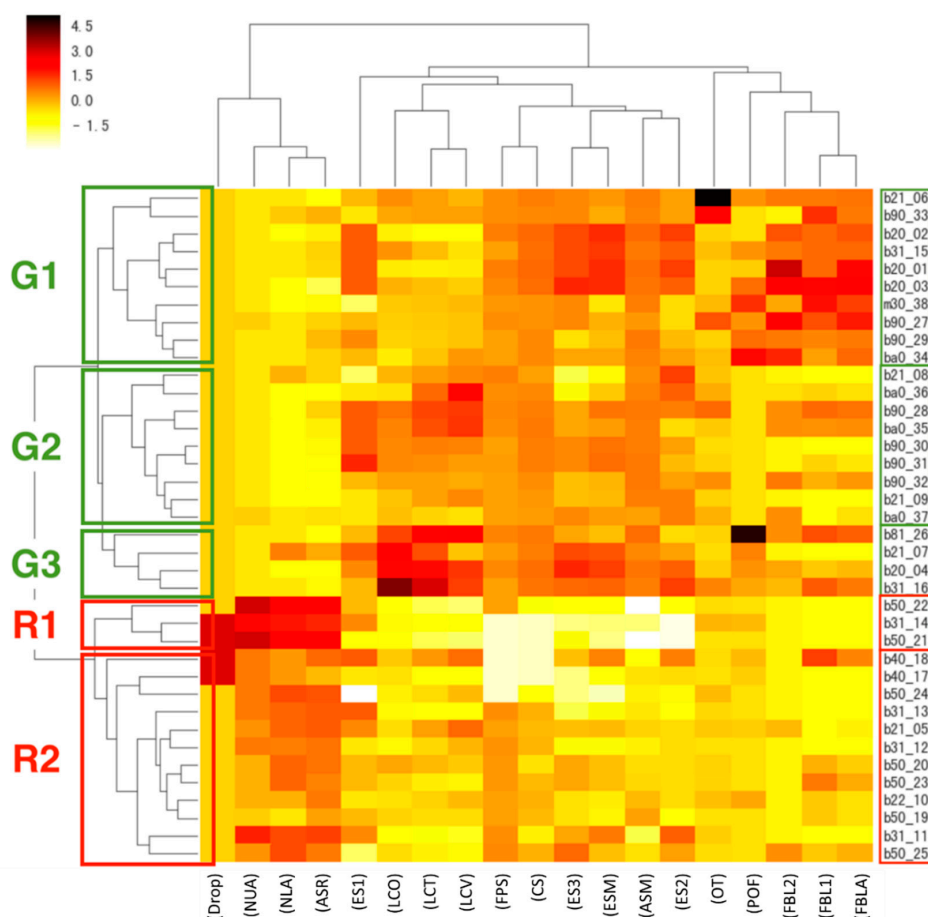 4.5
3.0
1.5
0.0
- 1.5
G1
G2
G3
R1
R2
b21_06
b90_33
b20_02
b31_15
b20_01
b20_03
m30_38
b90_27
b90_29
ba0_34
b21_08
ba0_36
b90_28
ba0_35
b90_30
b90_31
b90_32
b21_09
ba0_37
b81_26
b21_07
b20_04
b31_16
b50_22
b31_14
b50_21
b40_18
b40_17
b50_24
b31_13
b21_05
b31_12
b50_20
b50_23
b22_10
b50_19
b31_11
b50_25
(Drop)
(NUA)
(NLA)
(ASR)
(ES1)
(LCO)
(LCT)
(LCV)
(FPS)
(CS)
(ES3)
(ESM)
(ASM)
(ES2)
(OT)
(POF)
(FBL2)
(FBL1)
(FBLA)